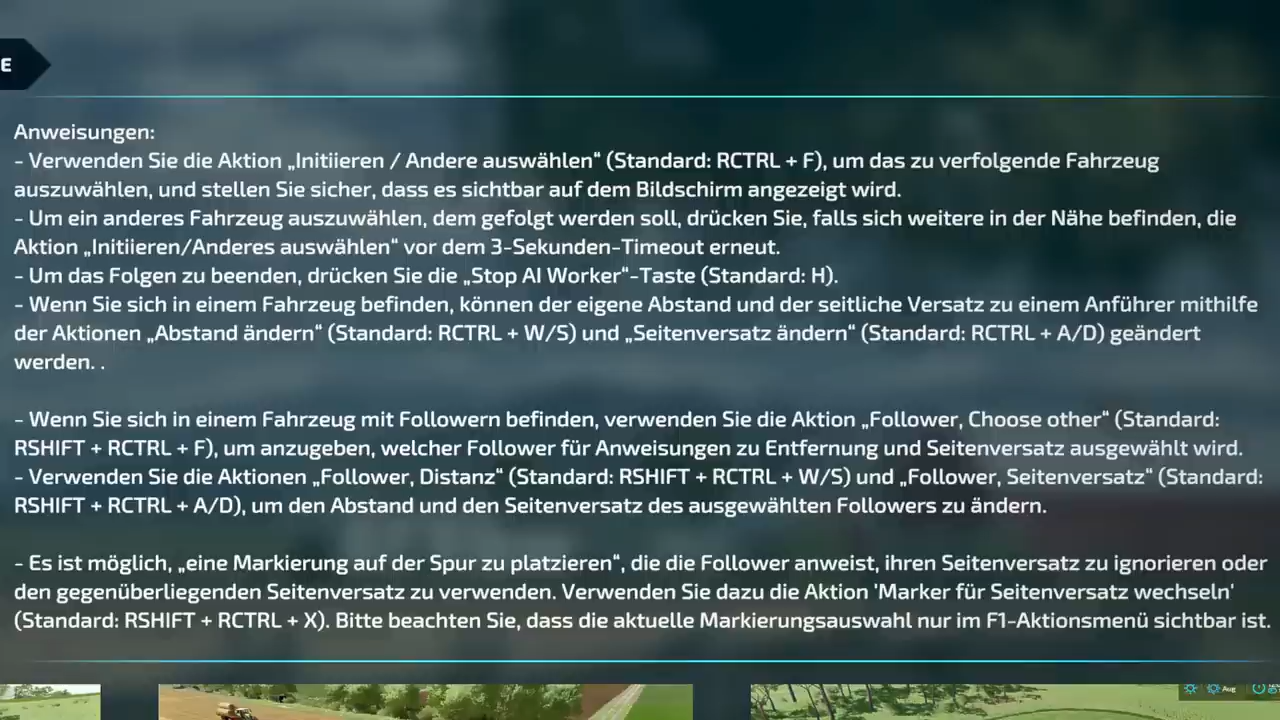 E
Anweisungen:
- Verwenden Sie die Aktion „Initiieren / Andere auswählen“ (Standard: RCTRL + F), um das zu verfolgende Fahrzeug
auszuwählen, und stellen Sie sicher, dass es sichtbar auf dem Bildschirm angezeigt wird.
- Um ein anderes Fahrzeug auszuwählen, dem gefolgt werden soll, drücken Sie, falls sich weitere in der Nähe befinden, die
Aktion „Initiieren/Anderes auswählen“ vor dem 3-Sekunden-Timeout erneut.
- Um das Folgen zu beenden, drücken Sie die „Stop AI Worker“-Taste (Standard: H).
- Wenn Sie sich in einem Fahrzeug befinden, können der eigene Abstand und der seitliche Versatz zu einem Anführer mithilfe
der Aktionen „Abstand ändern“ (Standard: RCTRL + W/S) und „Seitenversatz ändern“ (Standard: RCTRL + A/D) geändert
werden. .
- Wenn Sie sich in einem Fahrzeug mit Followern befinden, verwenden Sie die Aktion „Follower, Choose other“ (Standard:
RSHIFT + RCTRL + F), um anzugeben, welcher Follower für Anweisungen zu Entfernung und Seitenversatz ausgewählt wird.
- Verwenden Sie die Aktionen „Follower, Distanz“ (Standard: RSHIFT + RCTRL + W/S) und „Follower, Seitenversatz“ (Standard:
RSHIFT + RCTRL + A/D), um den Abstand und den Seitenversatz des ausgewählten Followers zu ändern.
- Es ist möglich, „eine Markierung auf der Spur zu platzieren“, die die Follower anweist, ihren Seitenversatz zu ignorieren oder
den gegenüberliegenden Seitenversatz zu verwenden. Verwenden Sie dazu die Aktion 'Marker für Seitenversatz wechseln'
(Standard: RSHIFT + RCTRL + X). Bitte beachten Sie, dass die aktuelle Markierungsauswahl nur im F1-Aktionsmenü sichtbar ist.
Aug